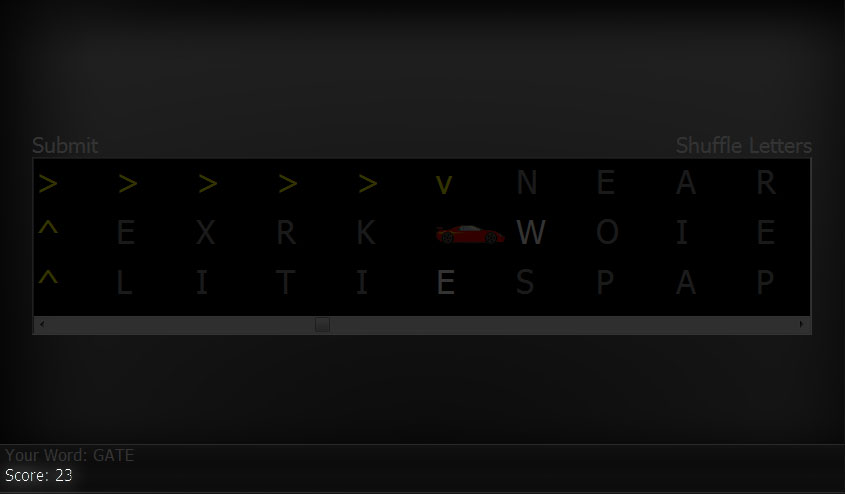 Submit Shuffle Letters
> > > > > v N E A R
^ E X R K W O I E
^ L I T I E S P A P
Your Word: GATE
Score: 23